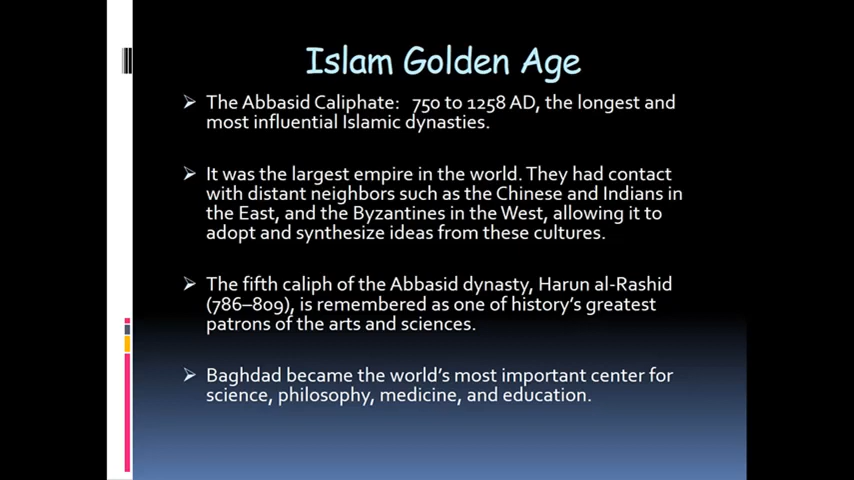 Islam Golden Age
➢ The Abbasid Caliphate: 750 to 1258 AD, the longest and
most influential Islamic dynasties.
➢ It was the largest empire in the world. They had contact
with distant neighbors such as the Chinese and Indians in
the East, and the Byzantines in the West, allowing it to
adopt and synthesize ideas from these cultures.
➢ The fifth caliph of the Abbasid dynasty, Harun al-Rashid
(786–809), is remembered as one of history's greatest
patrons of the arts and sciences.
➢ Baghdad became the world's most important center for
science, philosophy, medicine, and education.